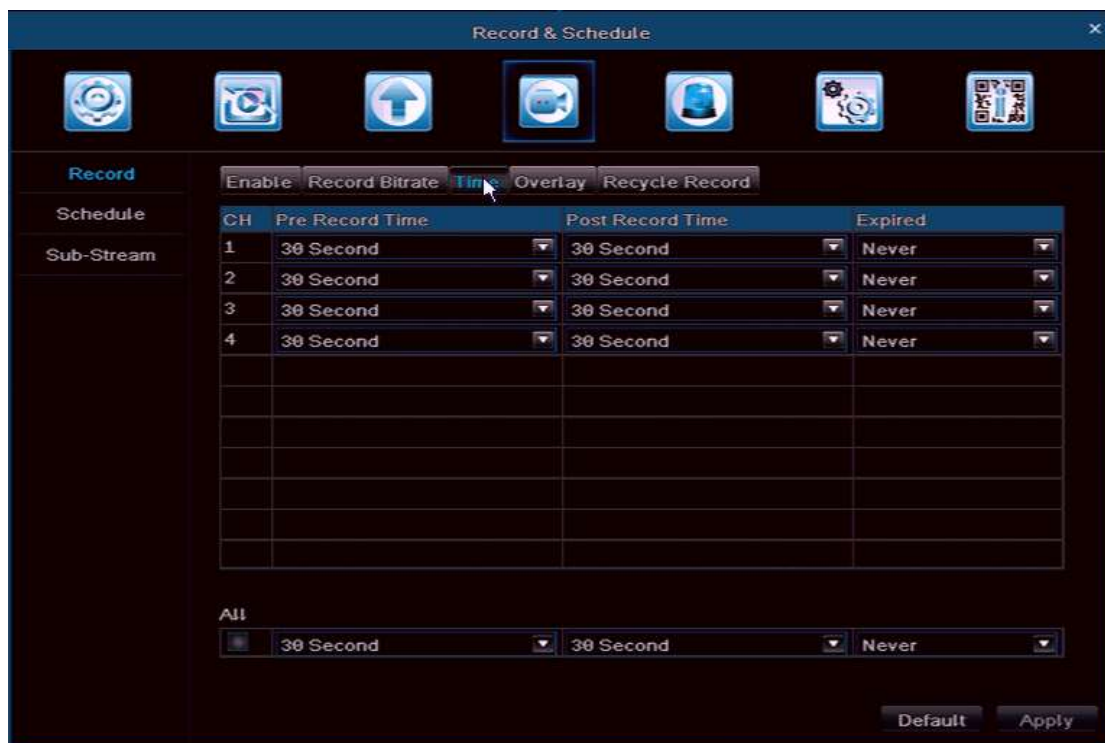 Record & Schedule
Record
Schedule
Sub-Stream
Enable Record Bitrate Time Overlay Recycle Record
CH Pre Record Time Post Record Time Expired
1 30 Second 30 Second Never
2 30 Second 30 Second Never
3 30 Second 30 Second Never
4 30 Second 30 Second Never
All
30 Second 30 Second Never
Default Apply